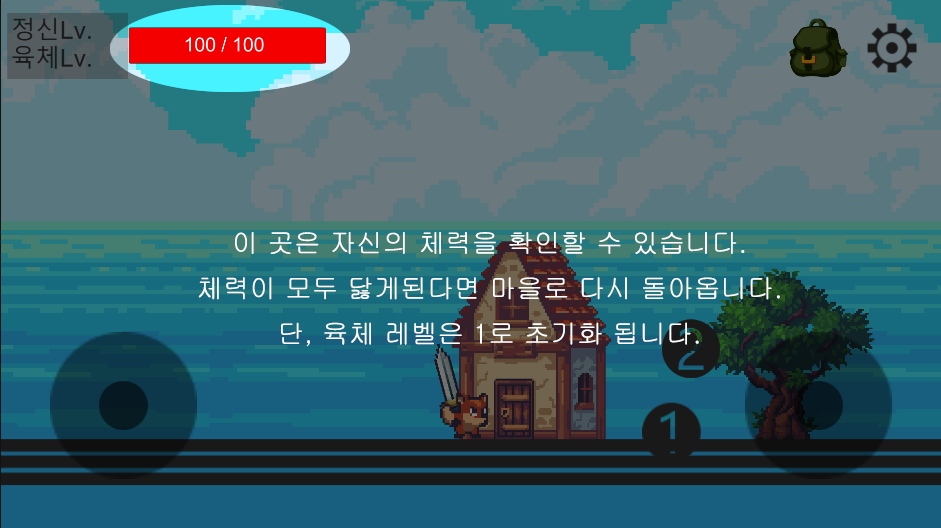 정신Lv.
육체Lv.
100 / 100
이 곳은 자신의 체력을 확인할 수 있습니다.
체력이 모두 닳게된다면 마을로 다시 돌아옵니다.
단, 육체 레벨은 1로 초기화 됩니다.
2
1